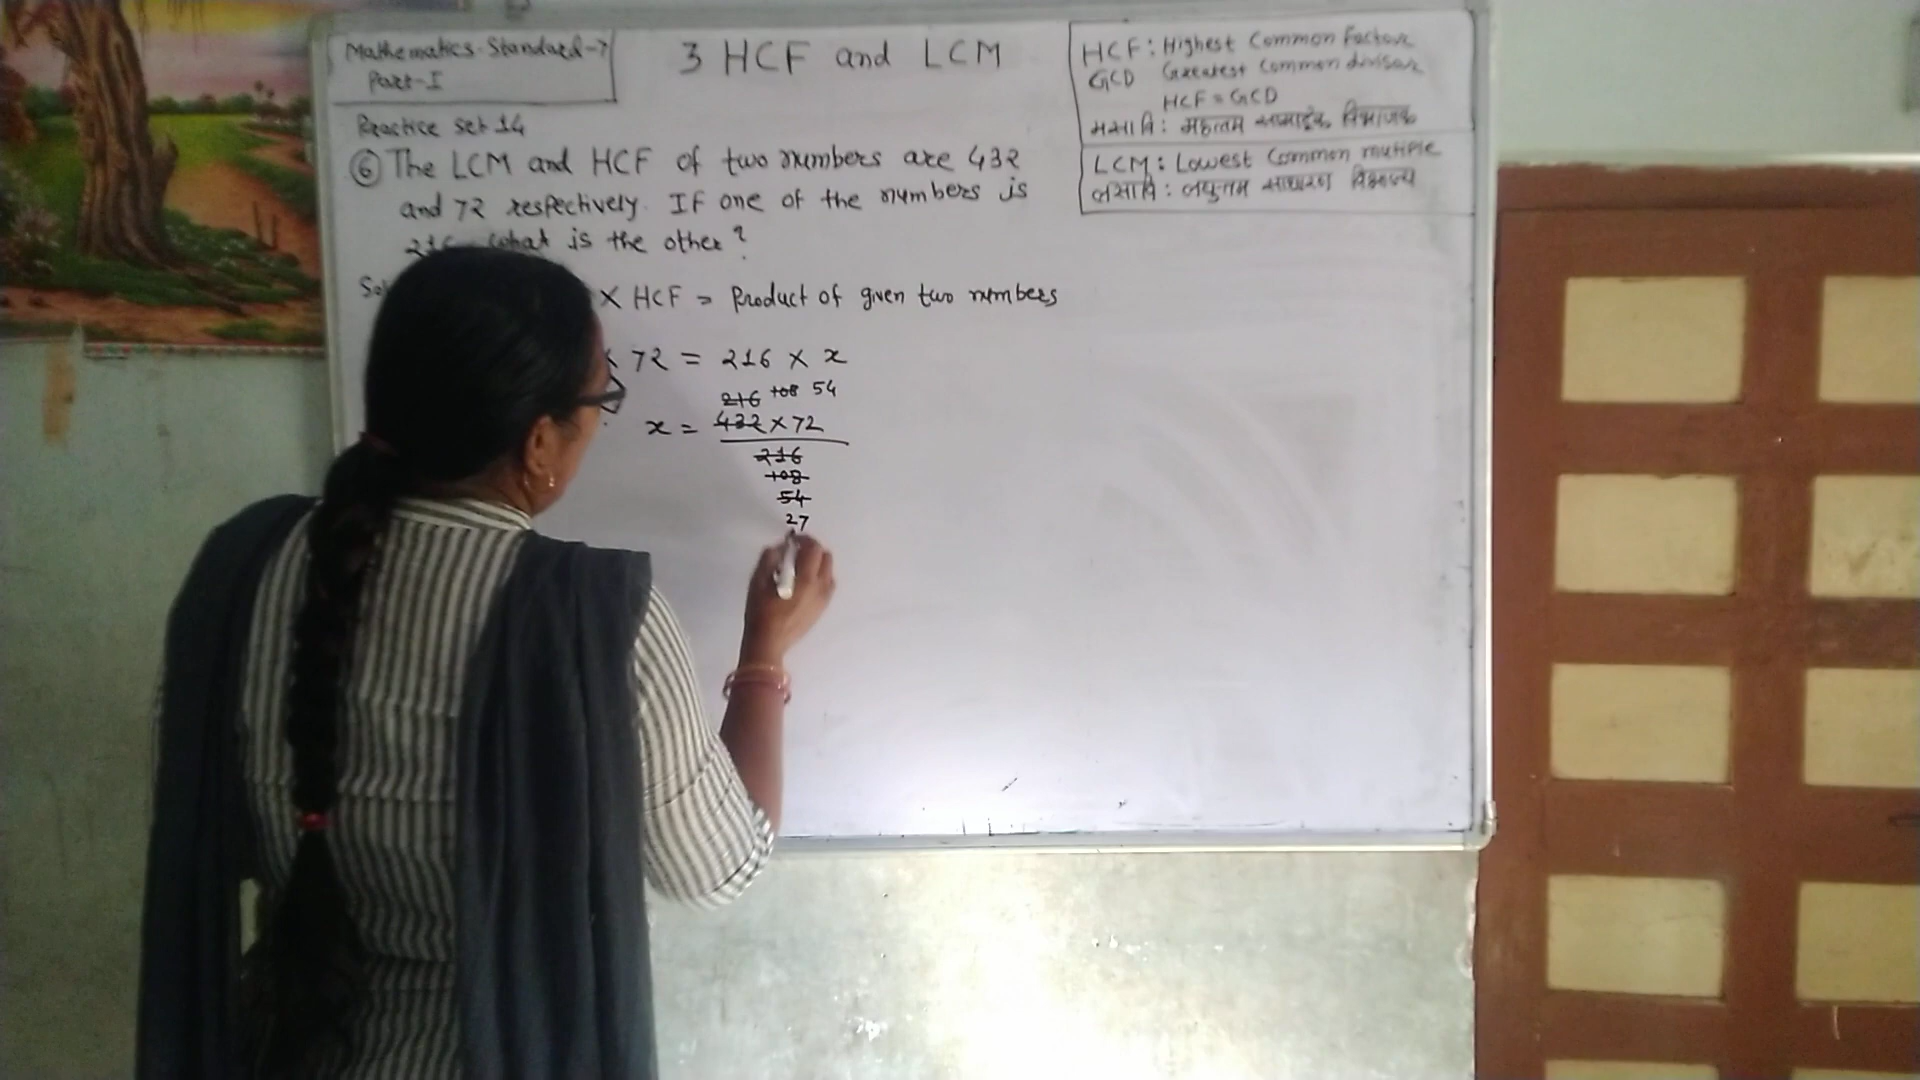 Mathematics-Standard-7
Part-I
3 HCF and LCM
HCF: Highest Common Factor
GCD Greatest Common divisor
HCF = GCD
मसावि: महत्तम साधारण विभाजक
LCM: Lowest Common multiple
लसावि: लघुतम साधारण विभाज्य
Practice set 14
⑥ The LCM and HCF of two numbers are 432
and 72 respectively. If one of the numbers is
216 what is the other?
X HCF = Product of given two numbers
72 = 216 X x
216 108 54
x = 432 X 72
216
108
54
27